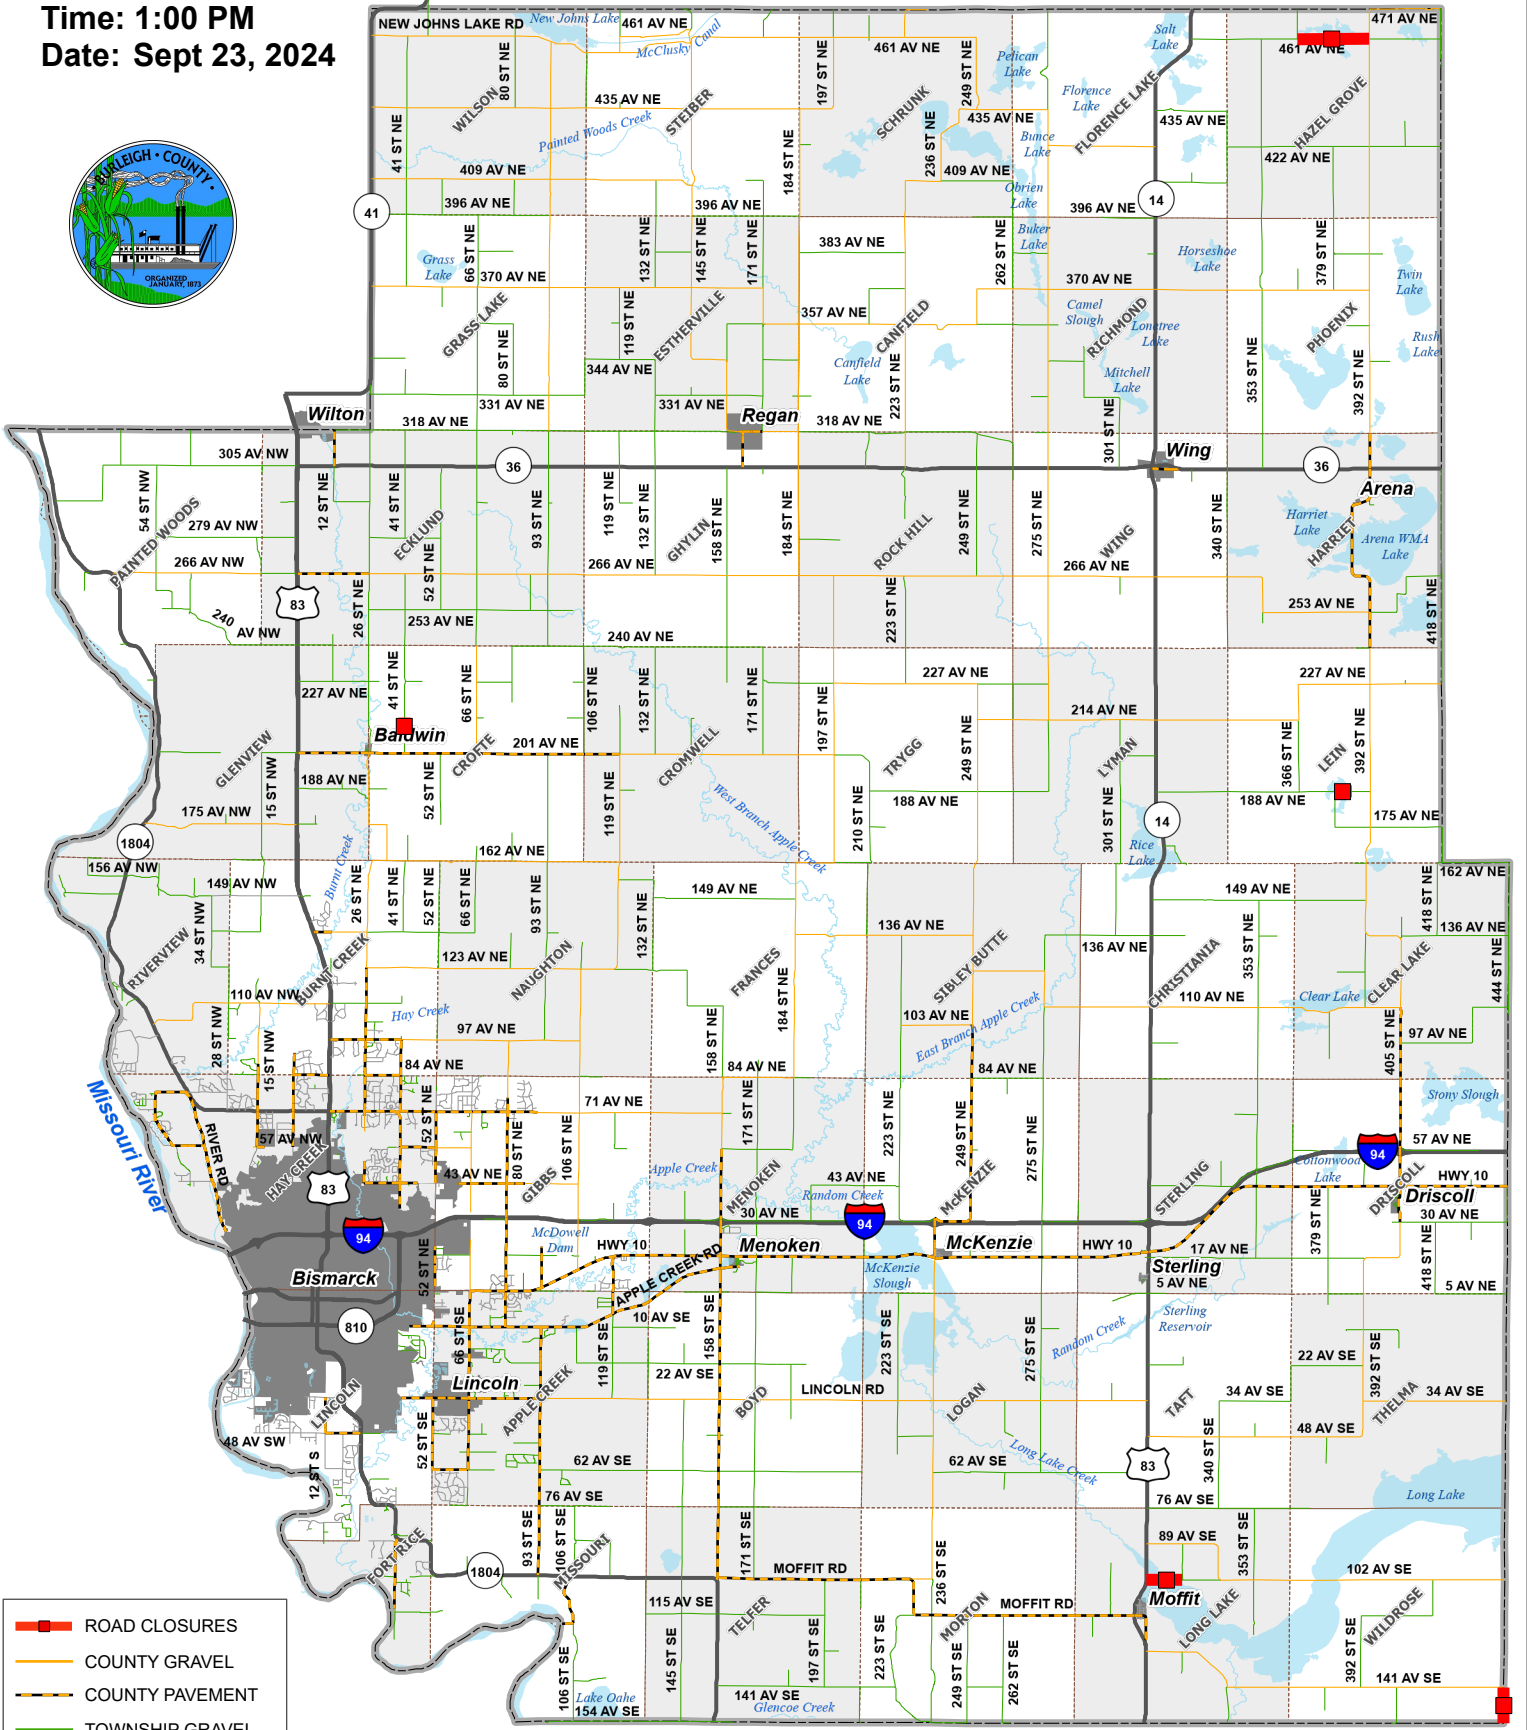 Time: 1:00 PM
Date: Sept 23, 2024
BURLEIGH • COUNTY
ORGANIZED
JANUARY, 1873
NEW JOHNS LAKE RD
New Johns Lake
461 AV NE
McClusky Canal
461 AV NE
Salt
Lake
471 AV NE
461 AV NE
80 ST NE
197 ST NE
249 ST NE
Pelican
Lake
WILSON
435 AV NE
STEIBER
SCHRUNK
435 AV NE
Florence
Lake
FLORENCE LAKE
435 AV NE
HAZEL GROVE
Painted Woods Creek
41 ST NE
184 ST NE
236 ST NE
Bunce
Lake
422 AV NE
409 AV NE
409 AV NE
Obrien
Lake
396 AV NE
396 AV NE
396 AV NE
41
14
Buker
Lake
Grass
Lake
66 ST NE
132 ST NE
145 ST NE
171 ST NE
383 AV NE
262 ST NE
Horseshoe
Lake
379 ST NE
Twin
Lake
370 AV NE
370 AV NE
GRASS LAKE
119 ST NE
ESTHERVILLE
357 AV NE
CANFIELD
Camel
Slough
RICHMOND
Lonetree
Lake
PHOENIX
Rush
Lake
80 ST NE
344 AV NE
Canfield
Lake
223 ST NE
Mitchell
Lake
353 ST NE
392 ST NE
331 AV NE
331 AV NE
Wilton
318 AV NE
Regan
318 AV NE
301 ST NE
Wing
305 AV NW
36
36
Arena
54 ST NW
PAINTED WOODS
279 AV NW
12 ST NE
41 ST NE
ECKLUND
93 ST NE
119 ST NE
132 ST NE
GHYLIN
158 ST NE
184 ST NE
ROCK HILL
249 ST NE
275 ST NE
WING
340 ST NE
Harriet
Lake
HARRIET
Arena WMA
Lake
266 AV NW
52 ST NE
266 AV NE
266 AV NE
83
26 ST NE
253 AV NE
223 ST NE
253 AV NE
418 ST NE
240
AV NW
240 AV NE
227 AV NE
41 ST NE
66 ST NE
106 ST NE
132 ST NE
171 ST NE
197 ST NE
227 AV NE
227 AV NE
214 AV NE
Baldwin
GLENVIEW
CROFTE
201 AV NE
CROMWELL
TRYGG
249 ST NE
LYMAN
366 ST NE
LEIN
392 ST NE
15 ST NW
188 AV NE
52 ST NE
119 ST NE
West Branch Apple Creek
210 ST NE
188 AV NE
301 ST NE
188 AV NE
175 AV NW
175 AV NE
1804
14
Burnt Creek
162 AV NE
Rice
Lake
156 AV NW
149 AV NW
26 ST NE
41 ST NE
52 ST NE
66 ST NE
93 ST NE
132 ST NE
149 AV NE
149 AV NE
162 AV NE
418 ST NE
34 ST NW
RIVERVIEW
136 AV NE
136 AV NE
136 AV NE
BURNT CREEK
123 AV NE
NAUGHTON
FRANCES
SIBLEY BUTTE
CHRISTIANIA
353 ST NE
CLEAR LAKE
444 ST NE
110 AV NW
Hay Creek
184 ST NE
110 AV NE
Clear Lake
28 ST NW
15 ST NW
97 AV NE
158 ST NE
103 AV NE
East Branch Apple Creek
405 ST NE
97 AV NE
84 AV NE
84 AV NE
84 AV NE
Missouri River
RIVER RD
57 AV NW
52 ST NE
71 AV NE
171 ST NE
223 ST NE
249 ST NE
275 ST NE
Stony Slough
HAY CREEK
43 AV NE
80 ST NE
106 ST NE
GIBBS
Apple Creek
MENOKEN
43 AV NE
Random Creek
McKENZIE
STERLING
Cottonwood
Lake
94
57 AV NE
HWY 10
DRISCOLL
Driscoll
83
94
30 AV NE
94
379 ST NE
30 AV NE
52 ST NE
McDowell
Dam
HWY 10
Menoken
McKenzie
HWY 10
17 AV NE
418 ST NE
Bismarck
APPLE CREEK RD
McKenzie
Slough
Sterling
5 AV NE
5 AV NE
810
66 ST SE
10 AV SE
158 ST SE
223 ST SE
275 ST SE
Random Creek
Sterling
Reservoir
119 ST SE
22 AV SE
22 AV SE
392 ST SE
Lincoln
LINCOLN
APPLE CREEK
BOYD
LINCOLN RD
LOGAN
TAFT
34 AV SE
THELMA
34 AV SE
48 AV SW
52 ST SE
48 AV SE
12 ST S
62 AV SE
62 AV SE
Long Lake Creek
83
340 ST SE
76 AV SE
76 AV SE
Long Lake
FORT RICE
93 ST SE
106 ST SE
MISSOURI
171 ST SE
89 AV SE
353 ST SE
1804
MOFFIT RD
236 ST SE
102 AV SE
115 AV SE
TELFER
MORTON
MOFFIT RD
Moffit
LONG LAKE
WILDROSE
106 ST SE
145 ST SE
197 ST SE
223 ST SE
249 ST SE
262 ST SE
392 ST SE
141 AV SE
141 AV SE
Lake Oahe
154 AV SE
Glencoe Creek
ROAD CLOSURES
COUNTY GRAVEL
COUNTY PAVEMENT
TOWNSHIP GRAVEL